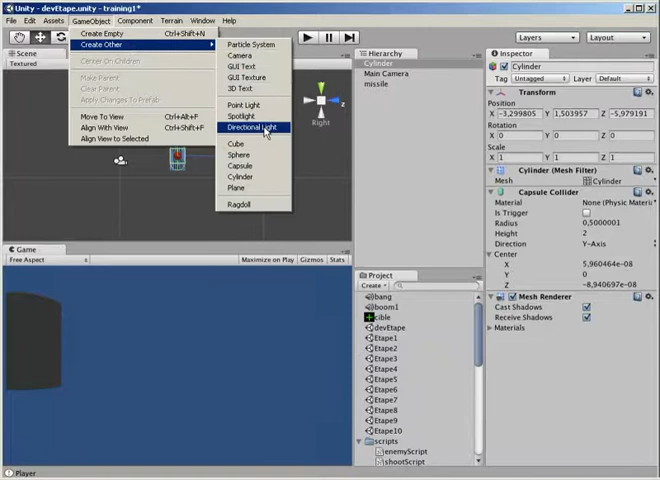 Unity - devEtape.unity - training1*
File Edit Assets GameObject Component Terrain Window Help
Layers Layout
Create Empty Ctrl+Shift+N
Create Other
Center On Children
Make Parent
Clear Parent
Apply Changes To Prefab
Move To View Ctrl+Alt+F
Align With View Ctrl+Shift+F
Align View to Selected
Particle System
Camera
GUI Text
GUI Texture
3D Text
Point Light
Spotlight
Directional Light
Cube
Sphere
Capsule
Cylinder
Plane
Ragdoll
Scene
Textured
y
z
Right
Game
Free Aspect Maximize on Play Gizmos Stats
Hierarchy
Cylinder
Main Camera
missile
Project
Create
bang
boom1
cible
devEtape
Etape1
Etape2
Etape3
Etape4
Etape5
Etape6
Etape7
Etape8
Etape9
Etape10
scripts
enemyScript
shootScript
Inspector
Cylinder
Tag Untagged Layer Default
Transform
Position
X -3,299805 Y 1,503957 Z -5,979291
Rotation
X 0 Y 0 Z 0
Scale
X 1 Y 1 Z 1
Cylinder (Mesh Filter)
Mesh Cylinder
Capsule Collider
Material None (Physic Materi
Is Trigger
Radius 0,5000001
Height 2
Direction Y-Axis
Center
X 5,960464e-08
Y 0
Z -8,940697e-08
Mesh Renderer
Cast Shadows
Receive Shadows
Materials
Player